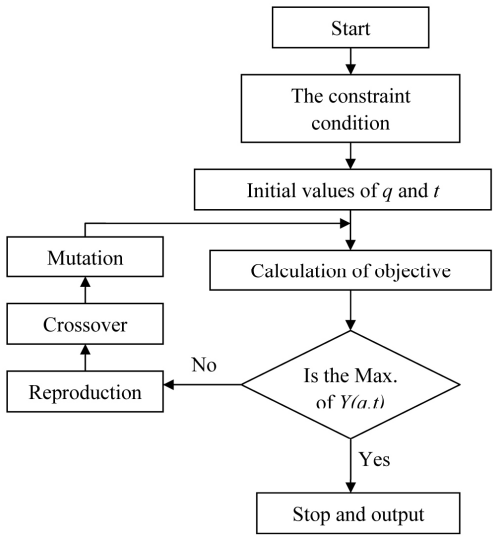 Start
The constraint
condition
Initial values of q and t
Mutation
Calculation of objective
Crossover
No
Is the Max.
of Y(q,t)
Reproduction
Yes
Stop and output